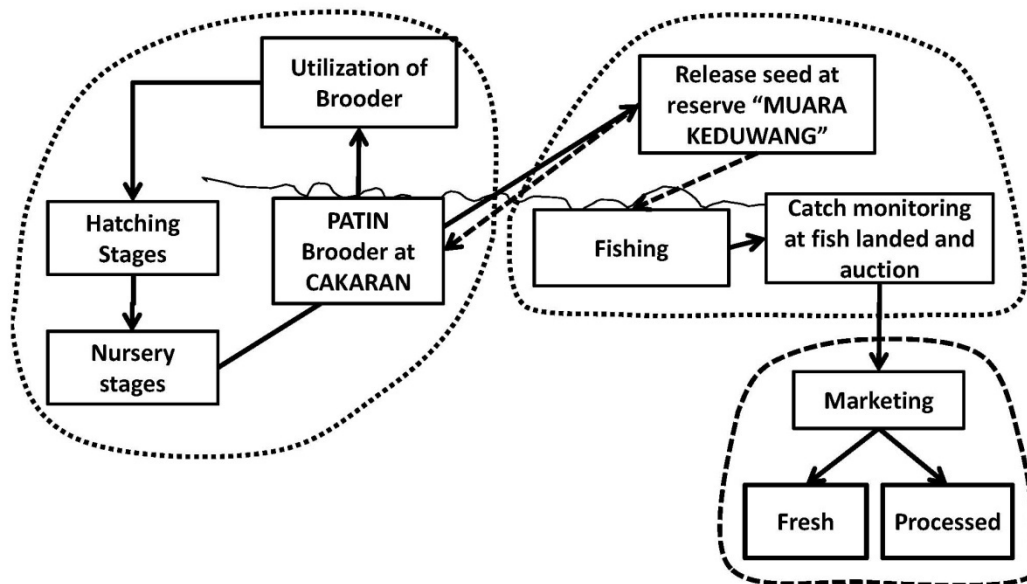 Utilization of
Brooder
Hatching
Stages
Nursery
stages
PATIN
Brooder at
CAKARAN
Release seed at
reserve “MUARA
KEDUWANG”
Fishing
Catch monitoring
at fish landed and
auction
Marketing
Fresh
Processed